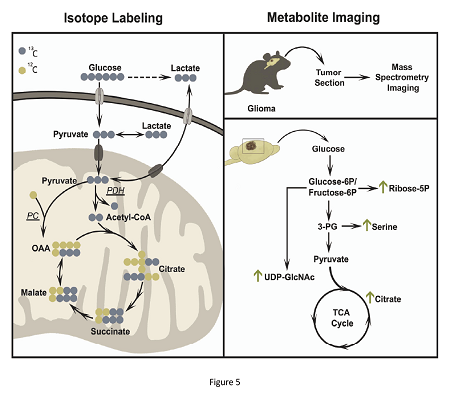 Isotope Labeling
13C
12C
Glucose
Lactate
Pyruvate
Lactate
Pyruvate
PDH
PC
Acetyl-CoA
OAA
Citrate
Malate
Succinate
Metabolite Imaging
Glioma
Tumor
Section
Mass
Spectrometry
Imaging
Glucose
Glucose-6P/
Fructose-6P
Ribose-5P
3-PG
Serine
Pyruvate
UDP-GlcNAc
Citrate
TCA
Cycle
Figure 5